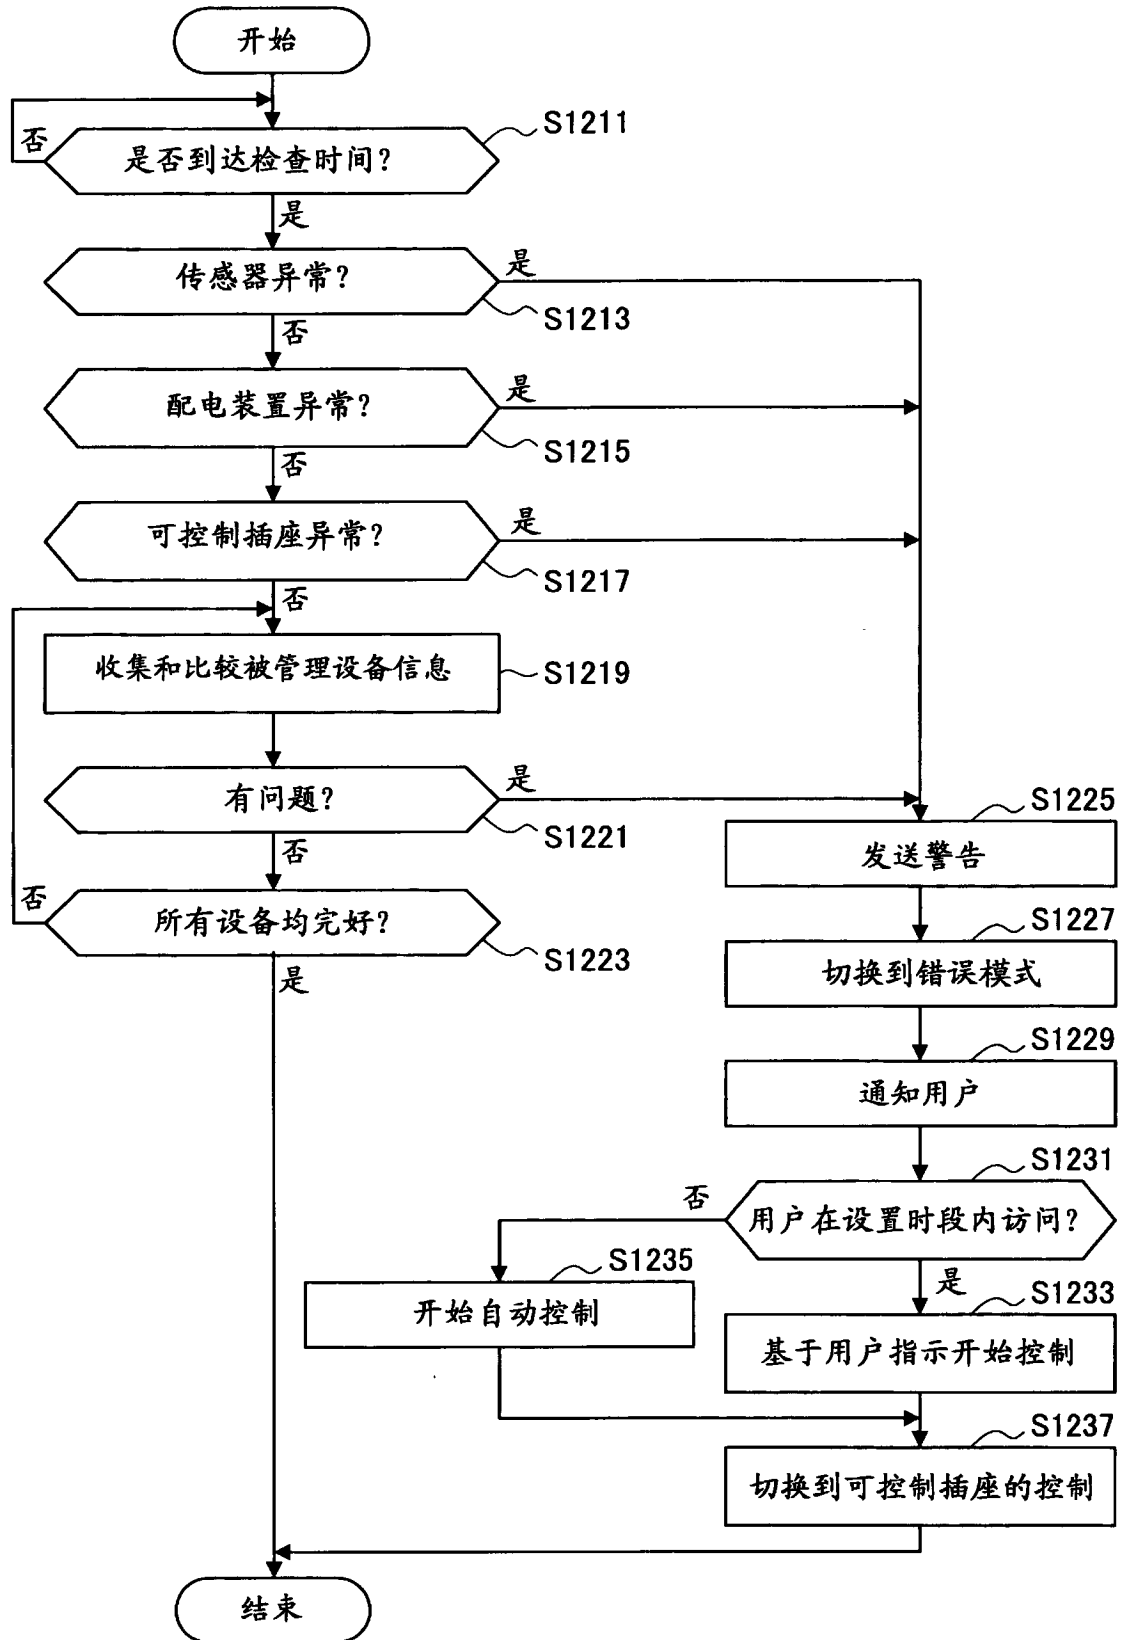 开始
S1211
否
是否到达检查时间?
是
传感器异常?
是
S1213
否
配电装置异常?
是
S1215
否
可控制插座异常?
是
S1217
否
收集和比较被管理设备信息
S1219
有问题?
是
S1221
否
否
所有设备均完好?
S1223
是
S1225
发送警告
S1227
切换到错误模式
S1229
通知用户
S1231
否
用户在设置时段内访问?
是
S1235
开始自动控制
S1233
基于用户指示开始控制
S1237
切换到可控制插座的控制
结束